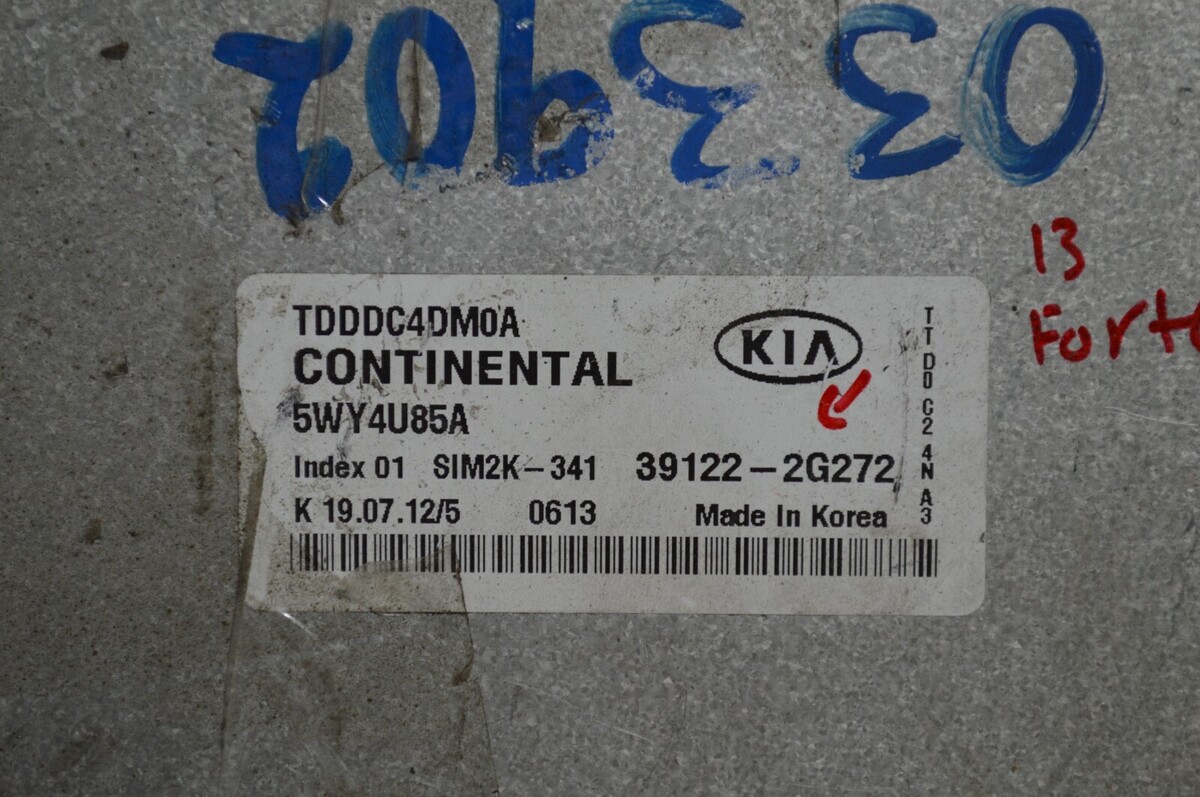 13
Forte
TDDDC4DM0A
CONTINENTAL
KIA
5WY4U85A
Index 01 SIM2K-341 39122-2G272
K 19.07.12/5 0613 Made In Korea
TTD0C24NA3